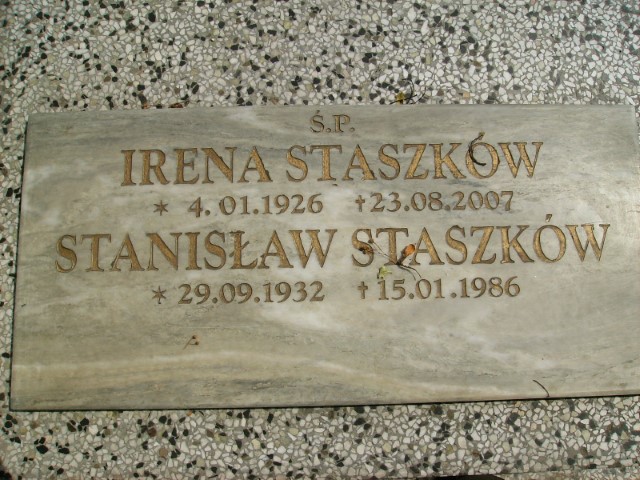 Ś.P.
IRENA STASZKÓW
* 4.01.1926 †23.08.2007
STANISŁAW STASZKÓW
* 29.09.1932 †15.01.1986